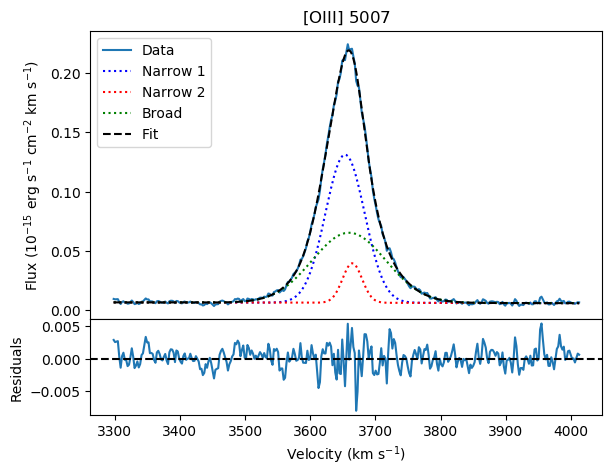 [OIII] 5007
Data
Narrow 1
Narrow 2
Broad
Fit
Flux (10⁻¹⁵ erg s⁻¹ cm⁻² km s⁻¹)
0.20
0.15
0.10
0.05
0.00
Residuals
0.005
0.000
−0.005
3300 3400 3500 3600 3700 3800 3900 4000
Velocity (km s⁻¹)